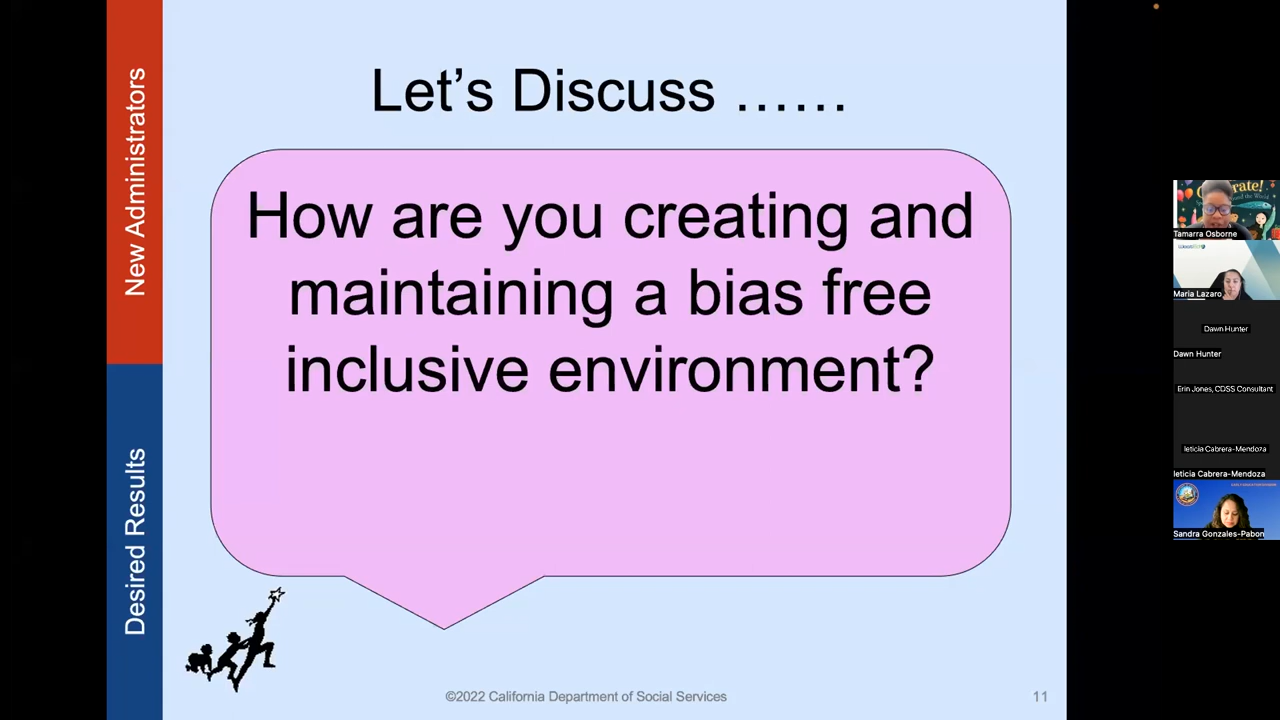 New Administrators
Desired Results
Let's Discuss ......
How are you creating and
maintaining a bias free
inclusive environment?
©2022 California Department of Social Services
11
Tamarra Osborne
Maria Lazaro
Dawn Hunter
Dawn Hunter
Erin Jones, CDSS Consultant
leticia Cabrera-Mendoza
leticia Cabrera-Mendoza
Sandra Gonzales-Pabon